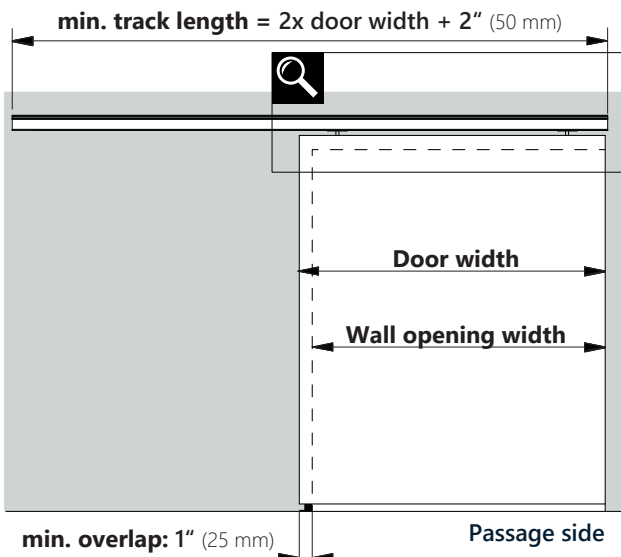 min. track length = 2x door width + 2“ (50 mm)
Door width
Wall opening width
min. overlap: 1“ (25 mm)
Passage side